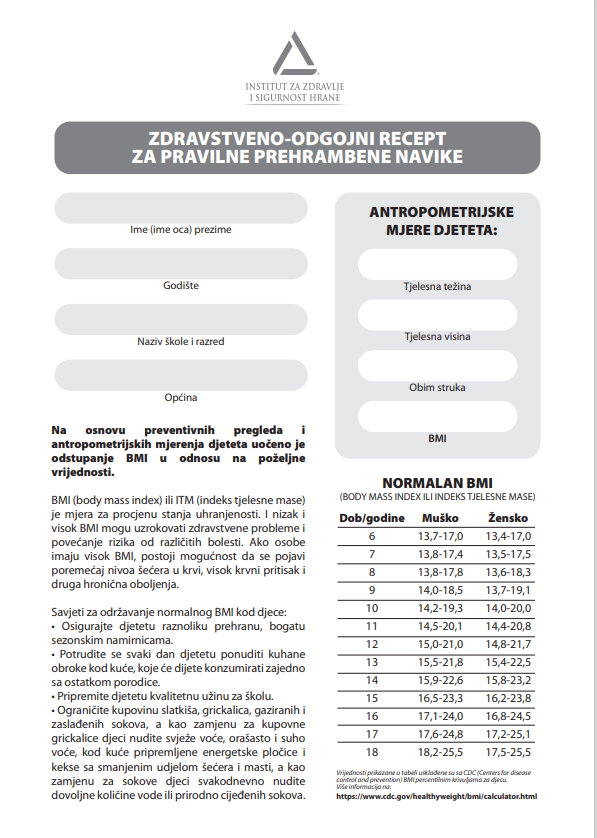 INSTITUT ZA ZDRAVLJE
I SIGURNOST HRANE
ZDRAVSTVENO-ODGOJNI RECEPT
ZA PRAVILNE PREHRAMBENE NAVIKE
Ime (ime oca) prezime
Godište
Naziv škole i razred
Općina
Na osnovu preventivnih pregleda i
antropometrijskih mjerenja djeteta uočeno je
odstupanje BMI u odnosu na poželjne
vrijednosti.
BMI (body mass index) ili ITM (indeks tjelesne mase)
je mjera za procjenu stanja uhranjenosti. I nizak i
visok BMI mogu uzrokovati zdravstvene probleme i
povećanje rizika od različitih bolesti. Ako osobe
imaju visok BMI, postoji mogućnost da se pojavi
poremećaj nivoa šećera u krvi, visok krvni pritisak i
druga hronična oboljenja.
Savjeti za održavanje normalnog BMI kod djece:
• Osigurajte djetetu raznoliku prehranu, bogatu
sezonskim namirnicama.
• Potrudite se svaki dan djetetu ponuditi kuhane
obroke kod kuće, koje će dijete konzumirati zajedno
sa ostatkom porodice.
• Pripremite djetetu kvalitetnu užinu za školu.
• Ograničite kupovinu slatkiša, grickalica, gaziranih i
zaslađenih sokova, a kao zamjenu za kupovne
grickalice djeci nudite svježe voće, orašasto i suho
voće, kod kuće pripremljene energetske pločice i
kekse sa smanjenim udjelom šećera i masti, a kao
zamjenu za sokove djeci svakodnevno nudite
dovoljne količine vode ili prirodno cijeđenih sokova.
ANTROPOMETRIJSKE
MJERE DJETETA:
Tjelesna težina
Tjelesna visina
Obim struka
BMI
NORMALAN BMI
(BODY MASS INDEX ILI INDEKS TJELESNE MASE)
Dob/godine Muško Žensko
6 13,7-17,0 13,4-17,0
7 13,8-17,4 13,5-17,5
8 13,8-17,8 13,6-18,3
9 14,0-18,5 13,7-19,1
10 14,2-19,3 14,0-20,0
11 14,5-20,1 14,4-20,8
12 15,0-21,0 14,8-21,7
13 15,5-21,8 15,4-22,5
14 15,9-22,6 15,8-23,2
15 16,5-23,3 16,2-23,8
16 17,1-24,0 16,8-24,5
17 17,6-24,8 17,2-25,1
18 18,2-25,5 17,5-25,5
Vrijednosti prikazane u tabeli usklađene su sa CDC (Centers for disease
control and prevention) BMI percentilnim krivuljama za djecu.
Više informacija na:
https://www.cdc.gov/healthyweight/bmi/calculator.html